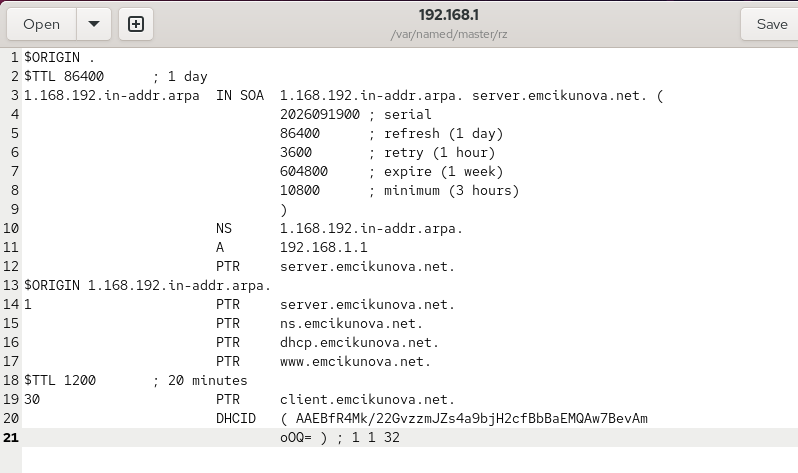 Open
192.168.1
/var/named/master/rz
Save
1 $ORIGIN .
2 $TTL 86400      ; 1 day
3 1.168.192.in-addr.arpa  IN SOA  1.168.192.in-addr.arpa. server.emcikunova.net. (
4                                 2026091900 ; serial
5                                 86400      ; refresh (1 day)
6                                 3600       ; retry (1 hour)
7                                 604800     ; expire (1 week)
8                                 10800      ; minimum (3 hours)
9                                 )
10                         NS      1.168.192.in-addr.arpa.
11                         A       192.168.1.1
12                         PTR     server.emcikunova.net.
13 $ORIGIN 1.168.192.in-addr.arpa.
14 1                       PTR     server.emcikunova.net.
15                         PTR     ns.emcikunova.net.
16                         PTR     dhcp.emcikunova.net.
17                         PTR     www.emcikunova.net.
18 $TTL 1200       ; 20 minutes
19 30                      PTR     client.emcikunova.net.
20                         DHCID   ( AAEBfR4Mk/22GvzzmJZs4a9bjH2cfBbBaEMQAw7BevAm
21                                 oOQ= ) ; 1 1 32